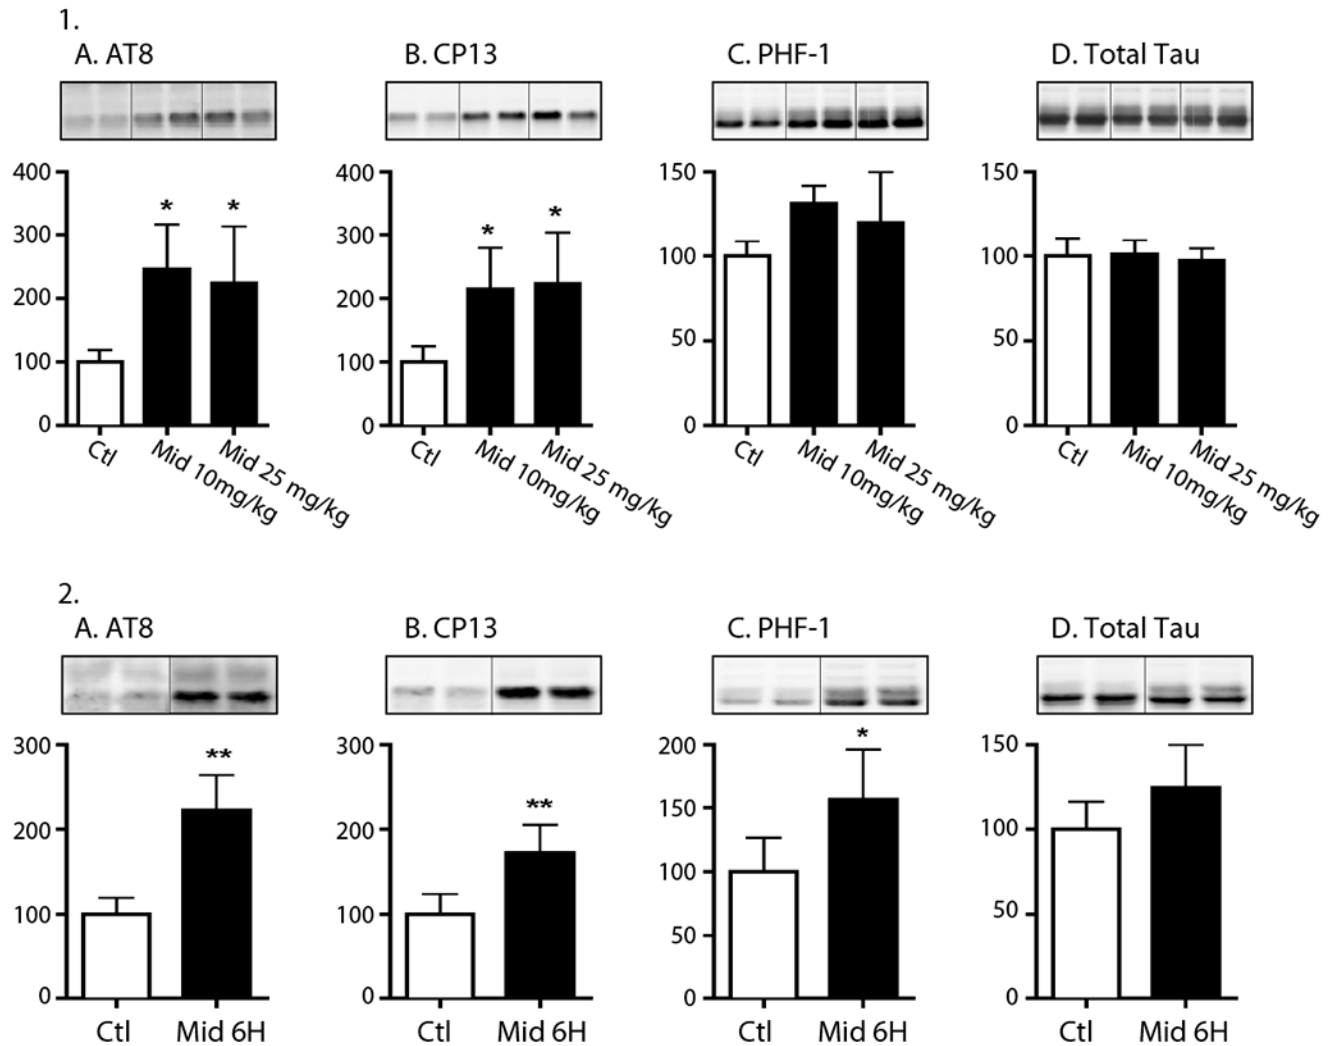 1.
A. AT8
B. CP13
C. PHF-1
D. Total Tau
400
300
200
100
0
*
*
Ctl
Mid 10mg/kg
Mid 25 mg/kg
400
300
200
100
0
*
*
Ctl
Mid 10mg/kg
Mid 25 mg/kg
150
100
50
0
Ctl
Mid 10mg/kg
Mid 25 mg/kg
150
100
50
0
Ctl
Mid 10mg/kg
Mid 25 mg/kg
2.
A. AT8
B. CP13
C. PHF-1
D. Total Tau
300
200
100
0
**
Ctl
Mid 6H
300
200
100
0
**
Ctl
Mid 6H
200
150
100
50
0
*
Ctl
Mid 6H
150
100
50
0
Ctl
Mid 6H